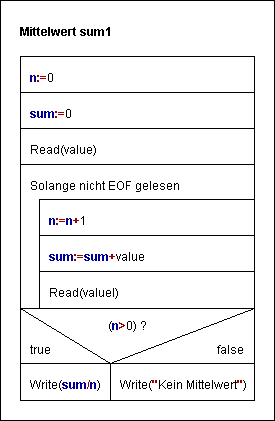 Mittelwert sum1
n:=0
sum:=0
Read(value)
Solange nicht EOF gelesen
n:=n+1
sum:=sum+value
Read(valuel)
(n>0) ?
true false
Write(sum/n) Write("Kein Mittelwert")